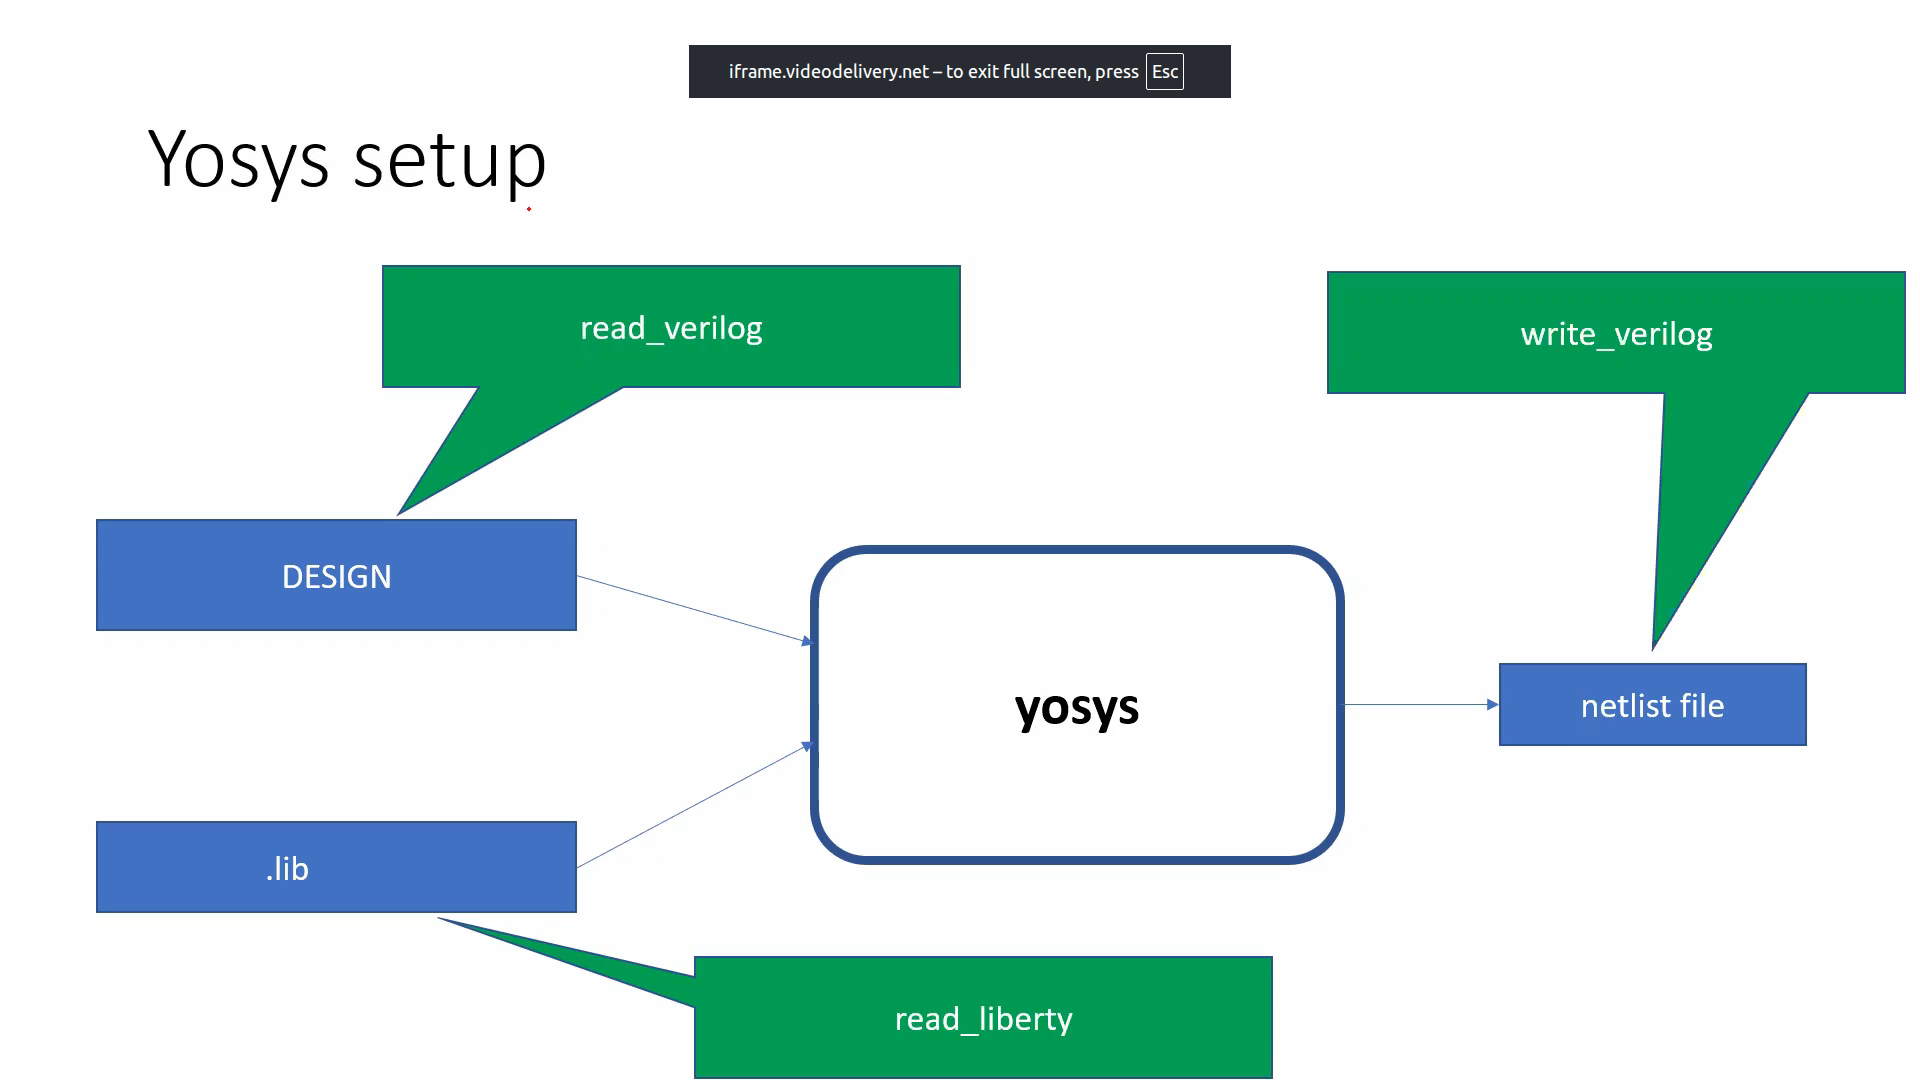 iframe.videodelivery.net – to exit full screen, press Esc
Yosys setup
read_verilog
write_verilog
DESIGN
yosys
netlist file
.lib
read_liberty